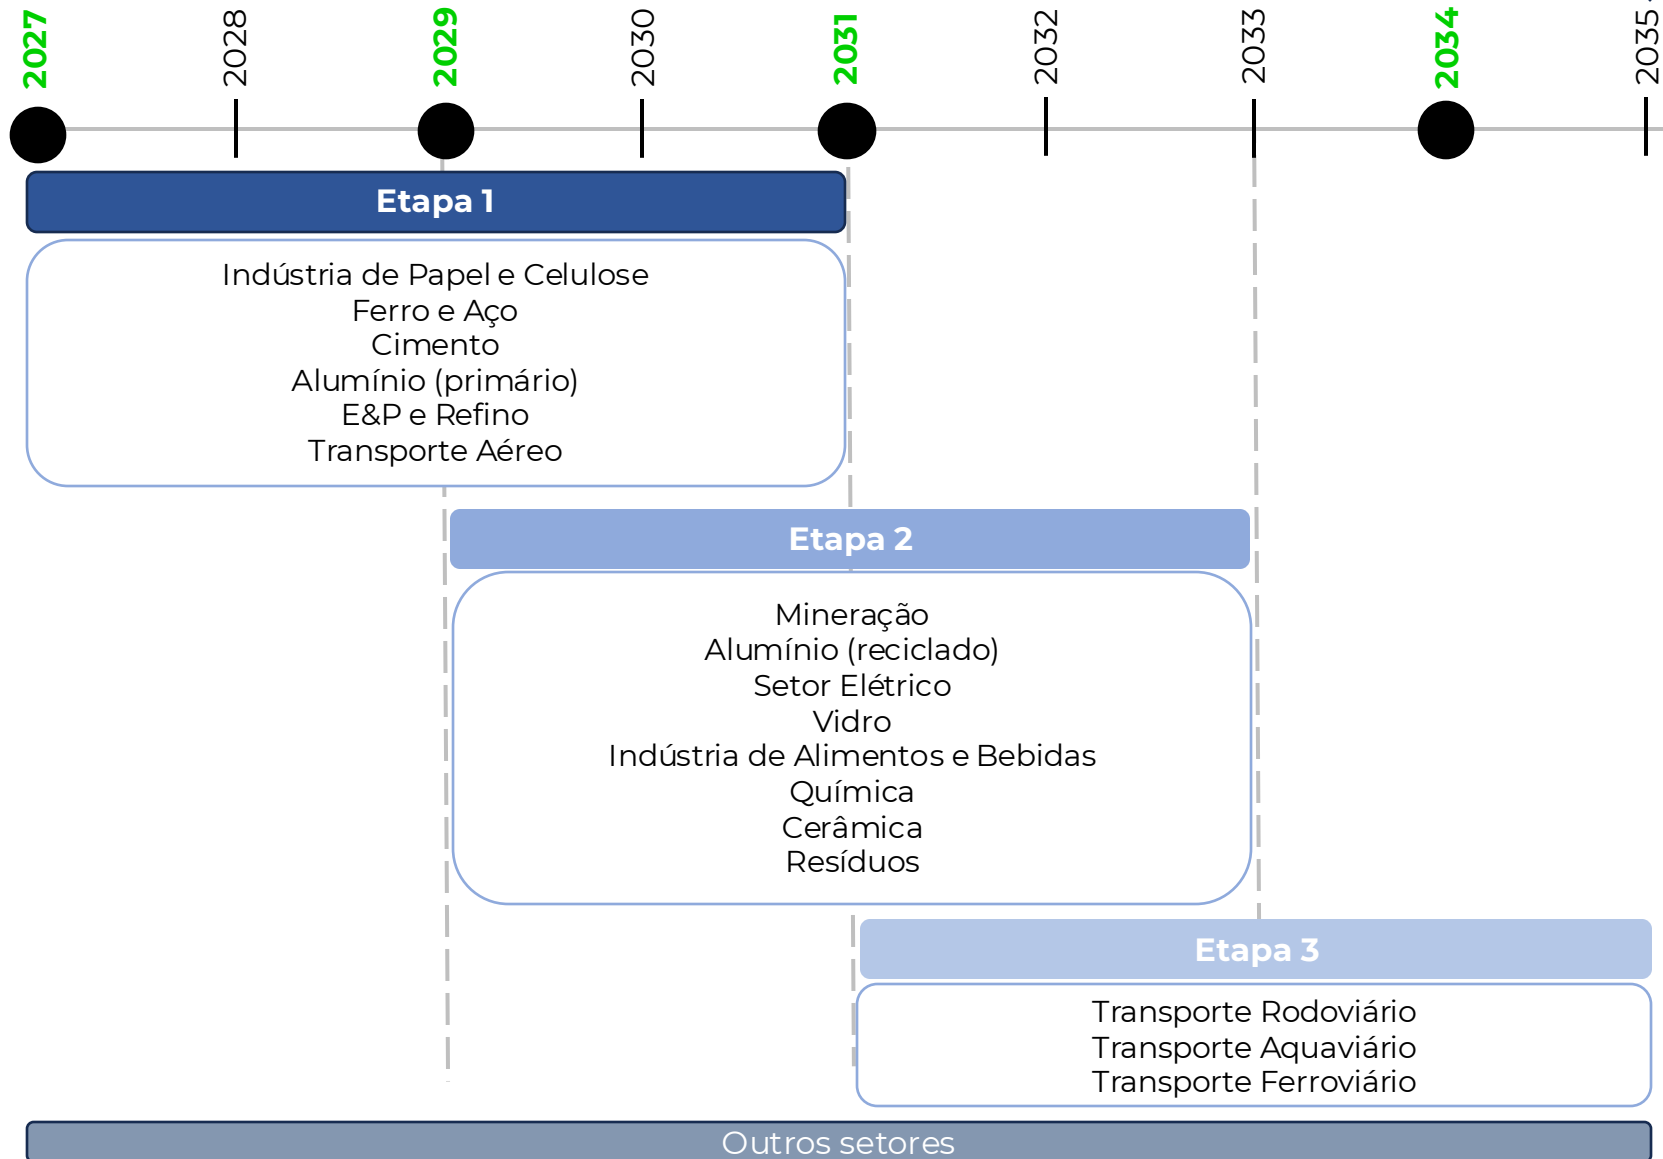 2027
2028
2029
2030
2031
2032
2033
2034
2035
Etapa 1
Indústria de Papel e Celulose
Ferro e Aço
Cimento
Alumínio (primário)
E&P e Refino
Transporte Aéreo
Etapa 2
Mineração
Alumínio (reciclado)
Setor Elétrico
Vidro
Indústria de Alimentos e Bebidas
Química
Cerâmica
Resíduos
Etapa 3
Transporte Rodoviário
Transporte Aquaviário
Transporte Ferroviário
Outros setores